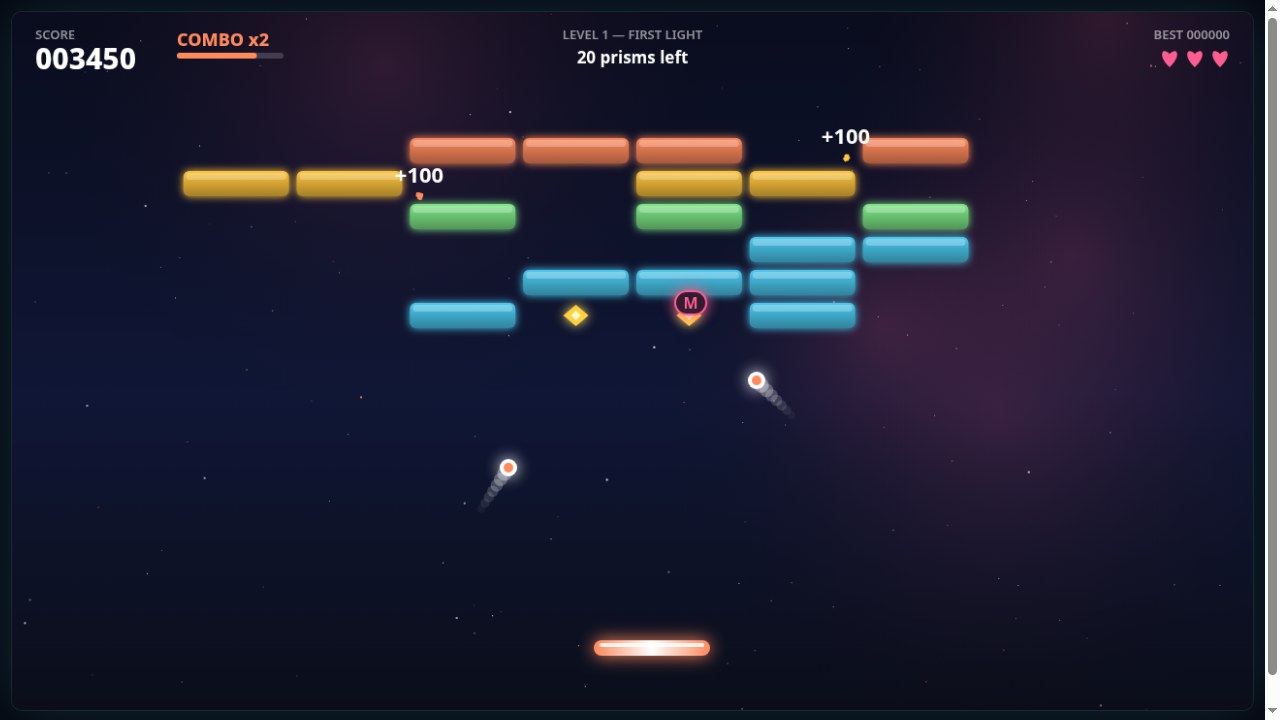 SCORE
003450
COMBO x2
LEVEL 1 — FIRST LIGHT
20 prisms left
BEST 000000
+100
+100
M